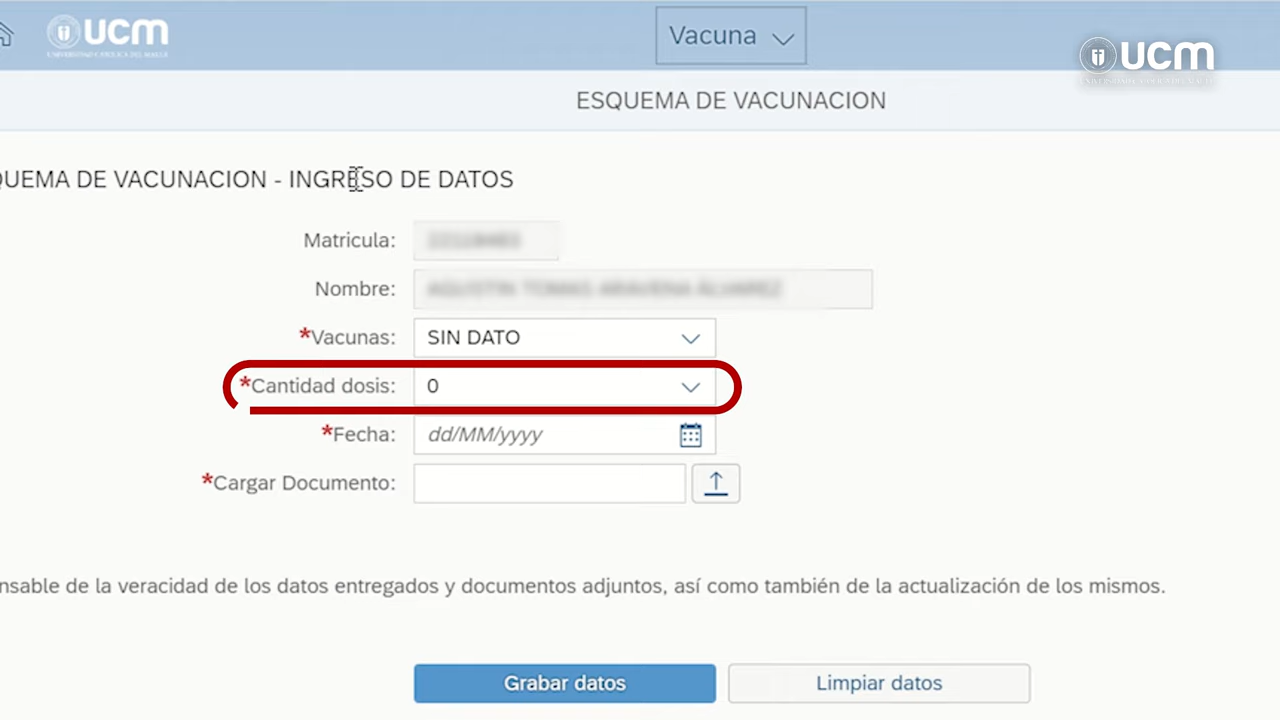 ucm
Vacuna
ucm
ESQUEMA DE VACUNACION
QUEMA DE VACUNACION - INGRESO DE DATOS
Matricula:
Nombre:
*Vacunas: SIN DATO
*Cantidad dosis: 0
*Fecha: dd/MM/yyyy
*Cargar Documento:
nsable de la veracidad de los datos entregados y documentos adjuntos, así como también de la actualización de los mismos.
Grabar datos Limpiar datos